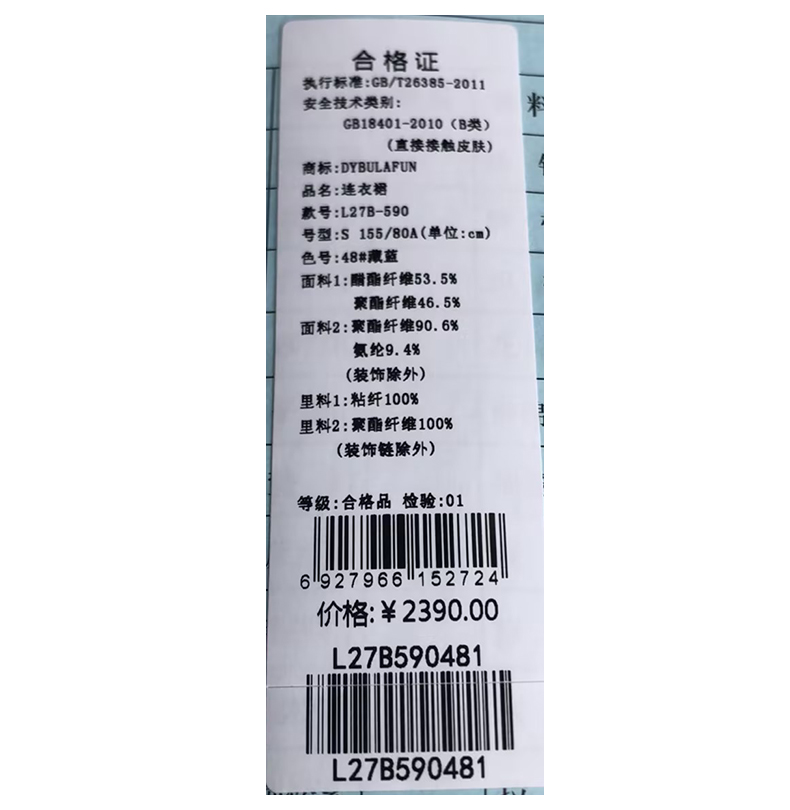 合格证
执行标准:GB/T26385-2011
安全技术类别:
GB18401-2010(B类)
(直接接触皮肤)
商标:DYBULAFUN
品名:连衣裙
款号:L27B-590
号型:S 155/80A(单位:cm)
色号:48#藏蓝
面料1:醋酯纤维53.5%
聚酯纤维46.5%
面料2:聚酯纤维90.6%
氨纶9.4%
(装饰除外)
里料1:粘纤100%
里料2:聚酯纤维100%
(装饰链除外)
等级:合格品 检验:01
6 927966 152724
价格:¥2390.00
L27B590481
L27B590481
料